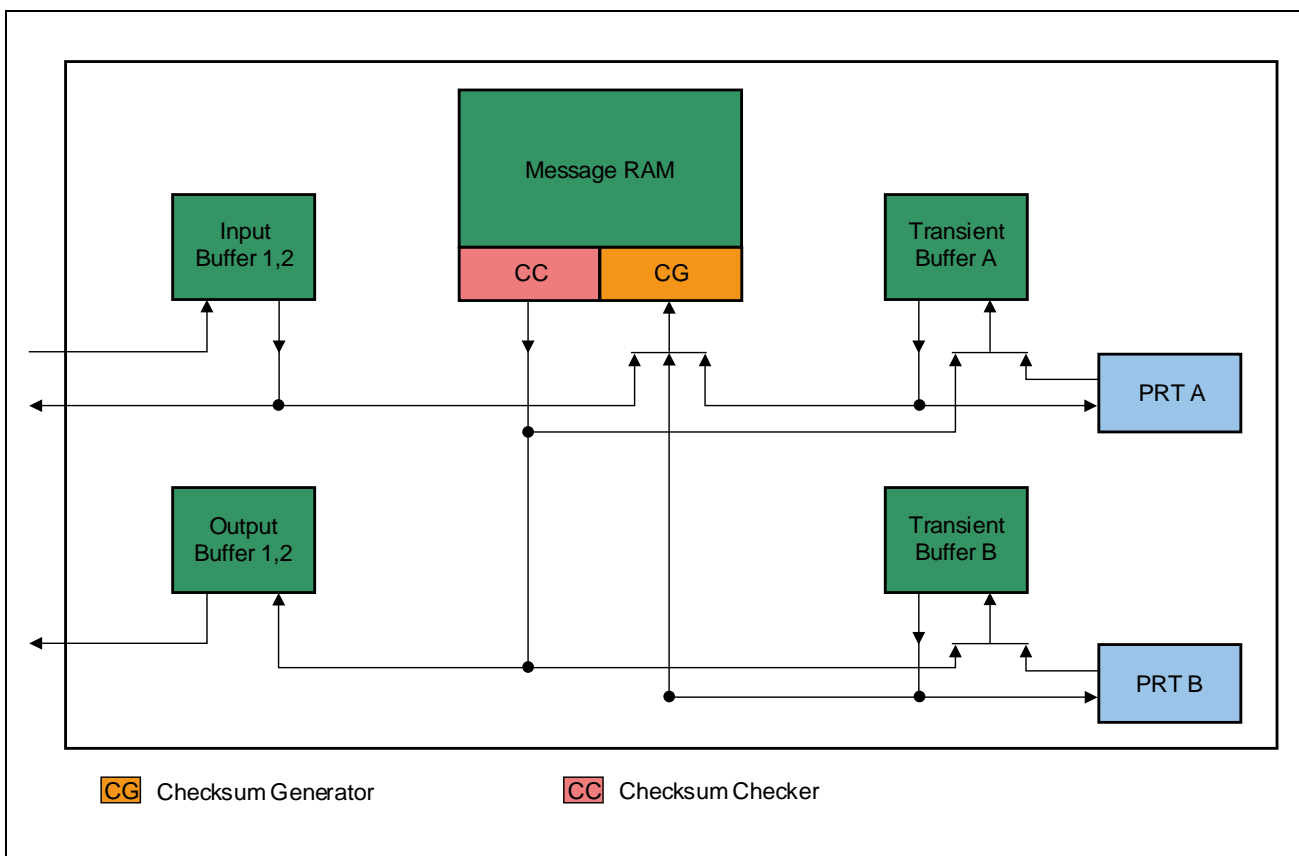 Message RAM
Input
Buffer 1,2
Transient
Buffer A
CC
CG
PRT A
Output
Buffer 1,2
Transient
Buffer B
PRT B
CG Checksum Generator
CC Checksum Checker